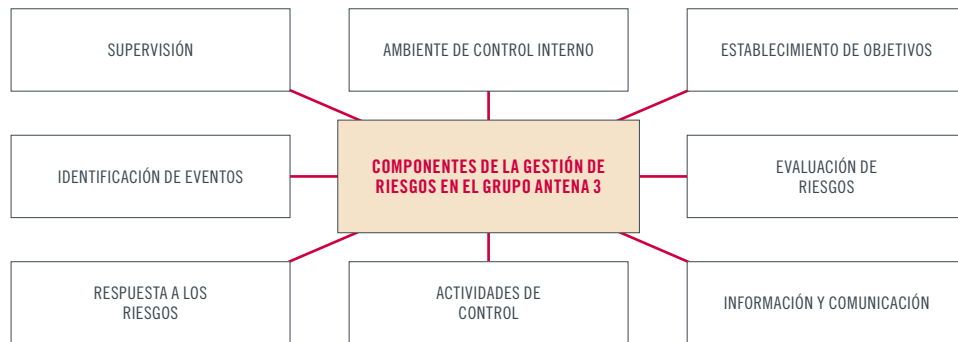 SUPERVISIÓN
AMBIENTE DE CONTROL INTERNO
ESTABLECIMIENTO DE OBJETIVOS
IDENTIFICACIÓN DE EVENTOS
COMPONENTES DE LA GESTIÓN DE
RIESGOS EN EL GRUPO ANTENA 3
EVALUACIÓN DE
RIESGOS
RESPUESTA A LOS
RIESGOS
ACTIVIDADES DE
CONTROL
INFORMACIÓN Y COMUNICACIÓN